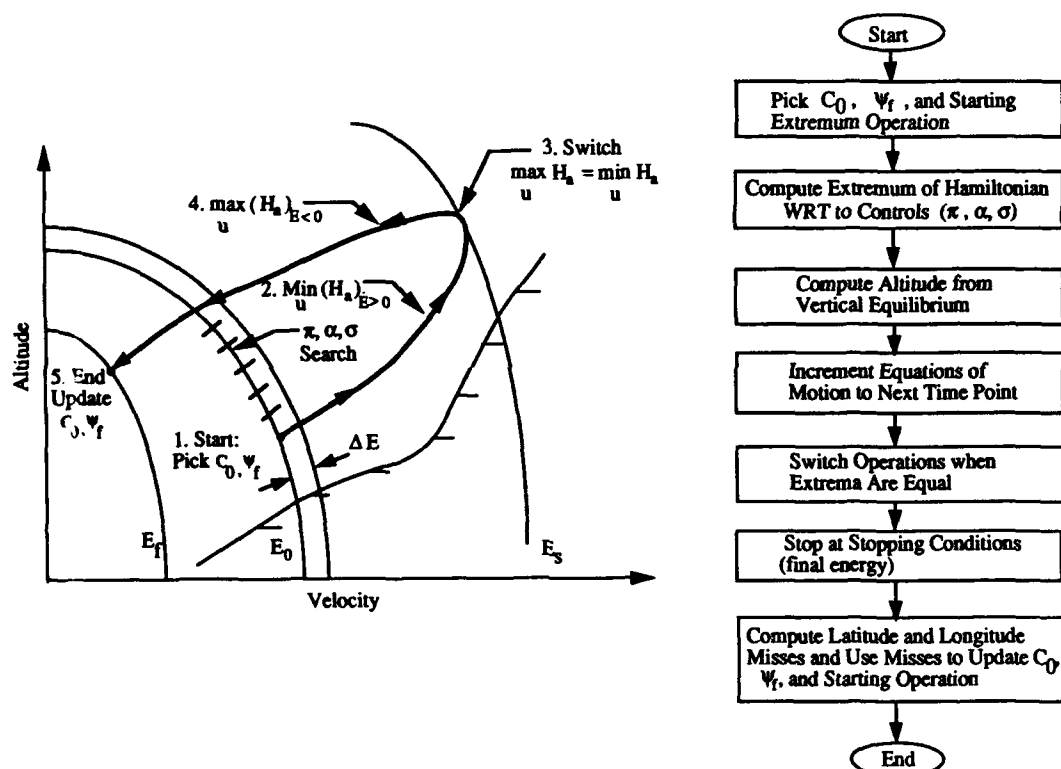 3. Switch
max H_a = min H_a
u u
4. max (H_a)_Ė<0
u
2. Min (H_a)_Ė>0
u
π, α, σ
Search
Altitude
5. End
Update
C_0, Ψ_f
1. Start:
Pick C_0, Ψ_f
Δ E
E_f
E_0
E_s
Velocity
Start
Pick C_0, Ψ_f, and Starting
Extremum Operation
Compute Extremum of Hamiltonian
WRT to Controls (π, α, σ)
Compute Altitude from
Vertical Equilibrium
Increment Equations of
Motion to Next Time Point
Switch Operations when
Extrema Are Equal
Stop at Stopping Conditions
(final energy)
Compute Latitude and Longitude
Misses and Use Misses to Update C_0,
Ψ_f, and Starting Operation
End